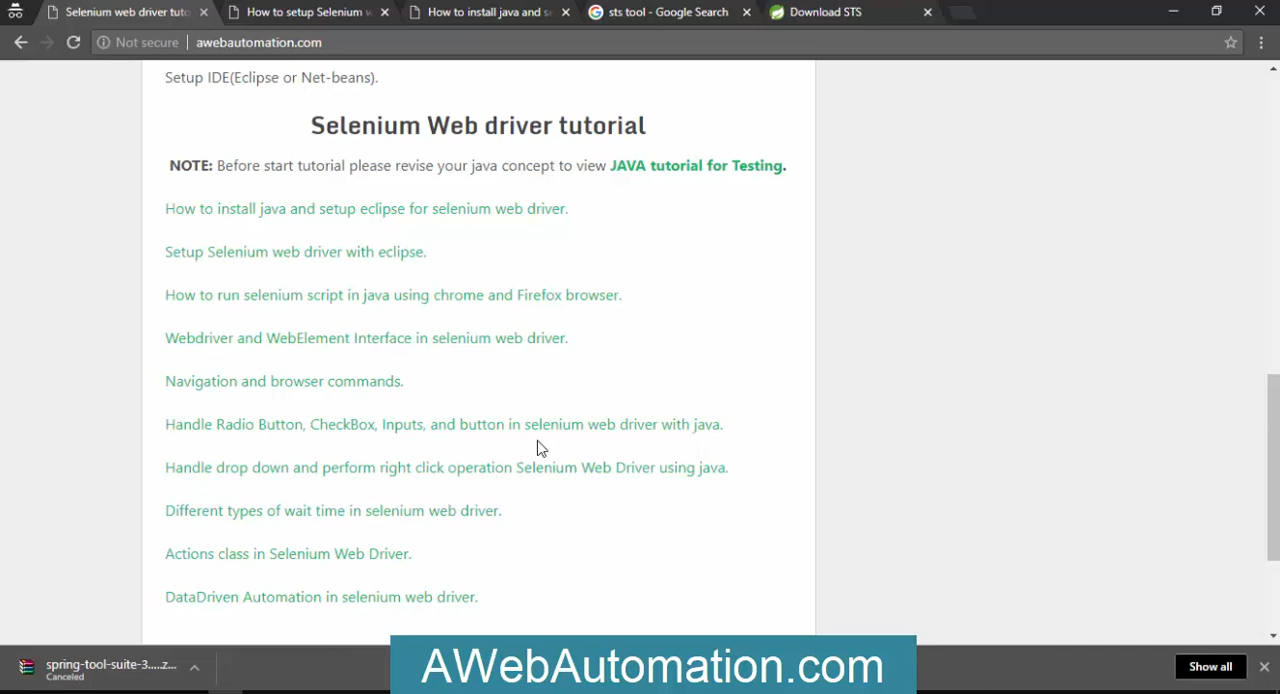 Selenium web driver tuto
How to setup Selenium w
How to install java and se
sts tool - Google Search
Download STS
Not secure
awebautomation.com
Setup IDE(Eclipse or Net-beans).
Selenium Web driver tutorial
NOTE: Before start tutorial please revise your java concept to view JAVA tutorial for Testing.
How to install java and setup eclipse for selenium web driver.
Setup Selenium web driver with eclipse.
How to run selenium script in java using chrome and Firefox browser.
Webdriver and WebElement Interface in selenium web driver.
Navigation and browser commands.
Handle Radio Button, CheckBox, Inputs, and button in selenium web driver with java.
Handle drop down and perform right click operation Selenium Web Driver using java.
Different types of wait time in selenium web driver.
Actions class in Selenium Web Driver.
DataDriven Automation in selenium web driver.
spring-tool-suite-3.....z...
Canceled
AWebAutomation.com
Show all